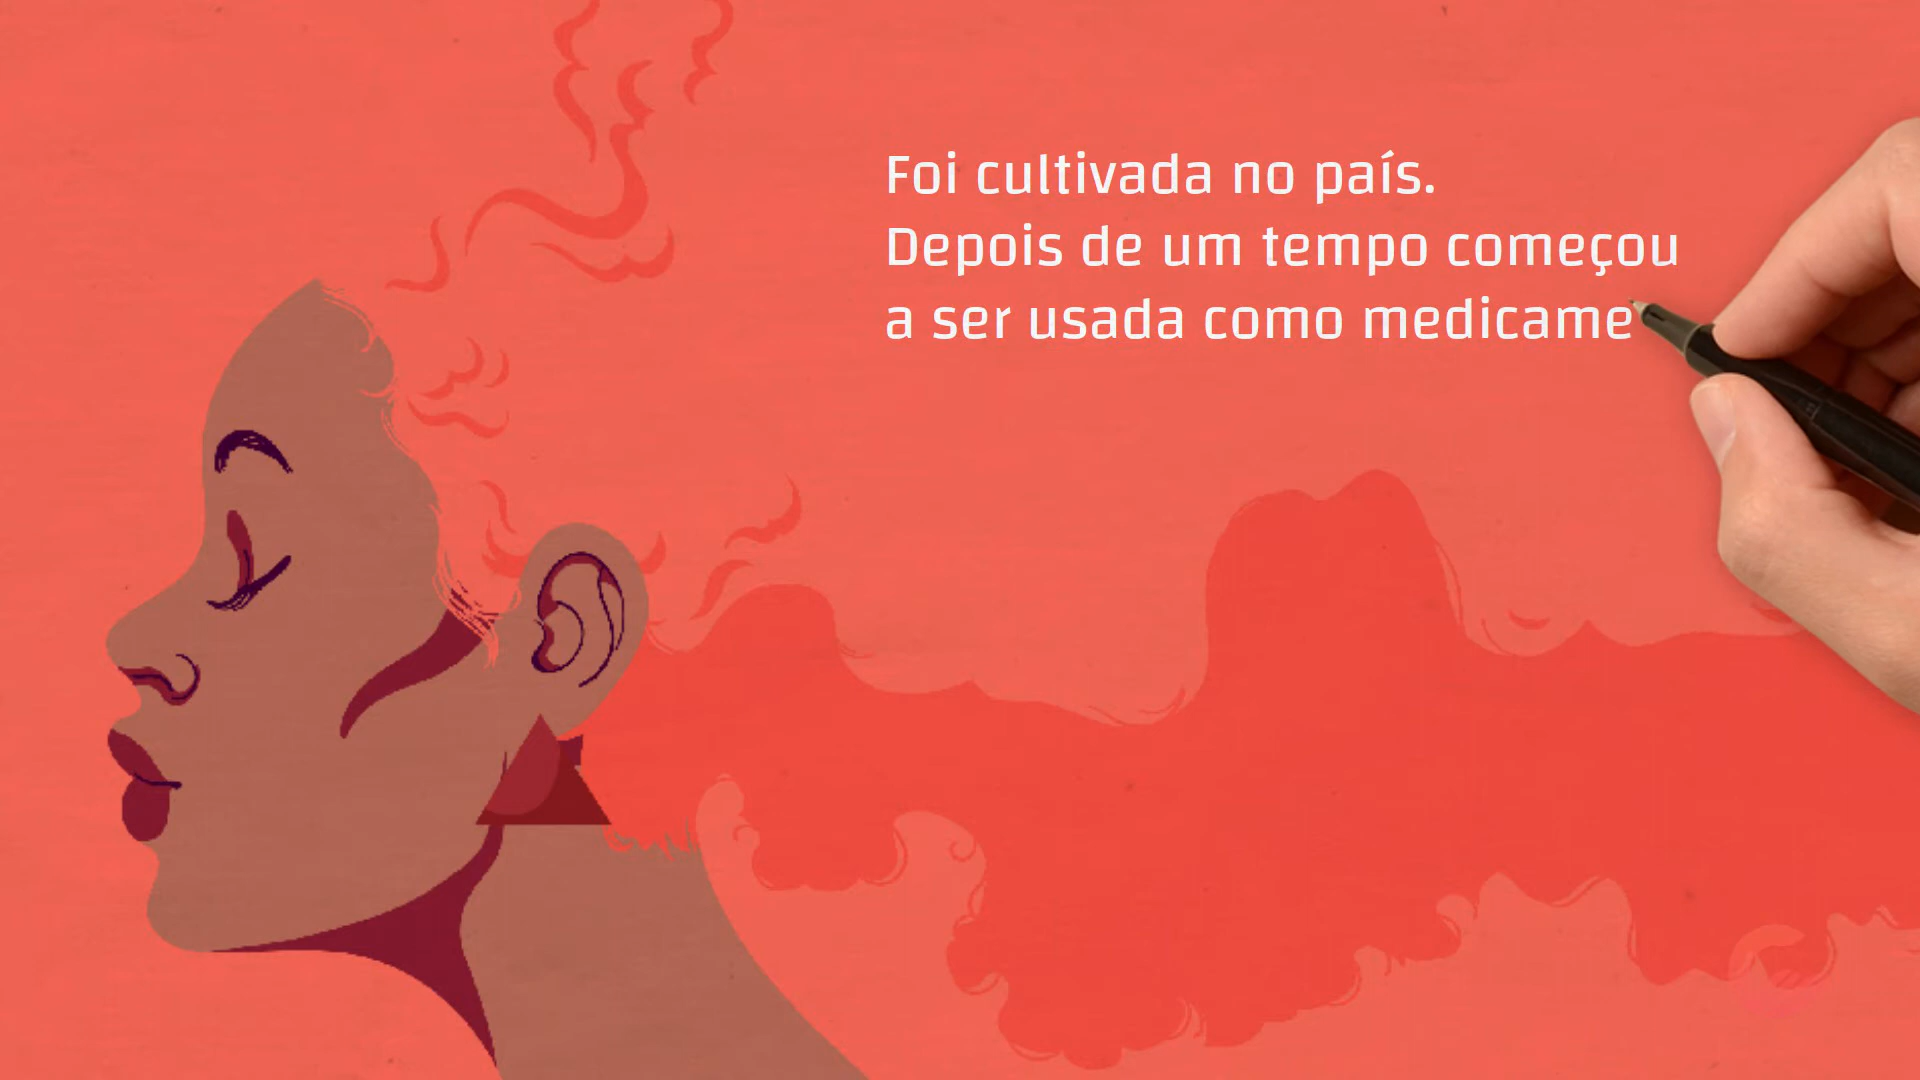 Foi cultivada no país.
Depois de um tempo começou
a ser usada como medicame